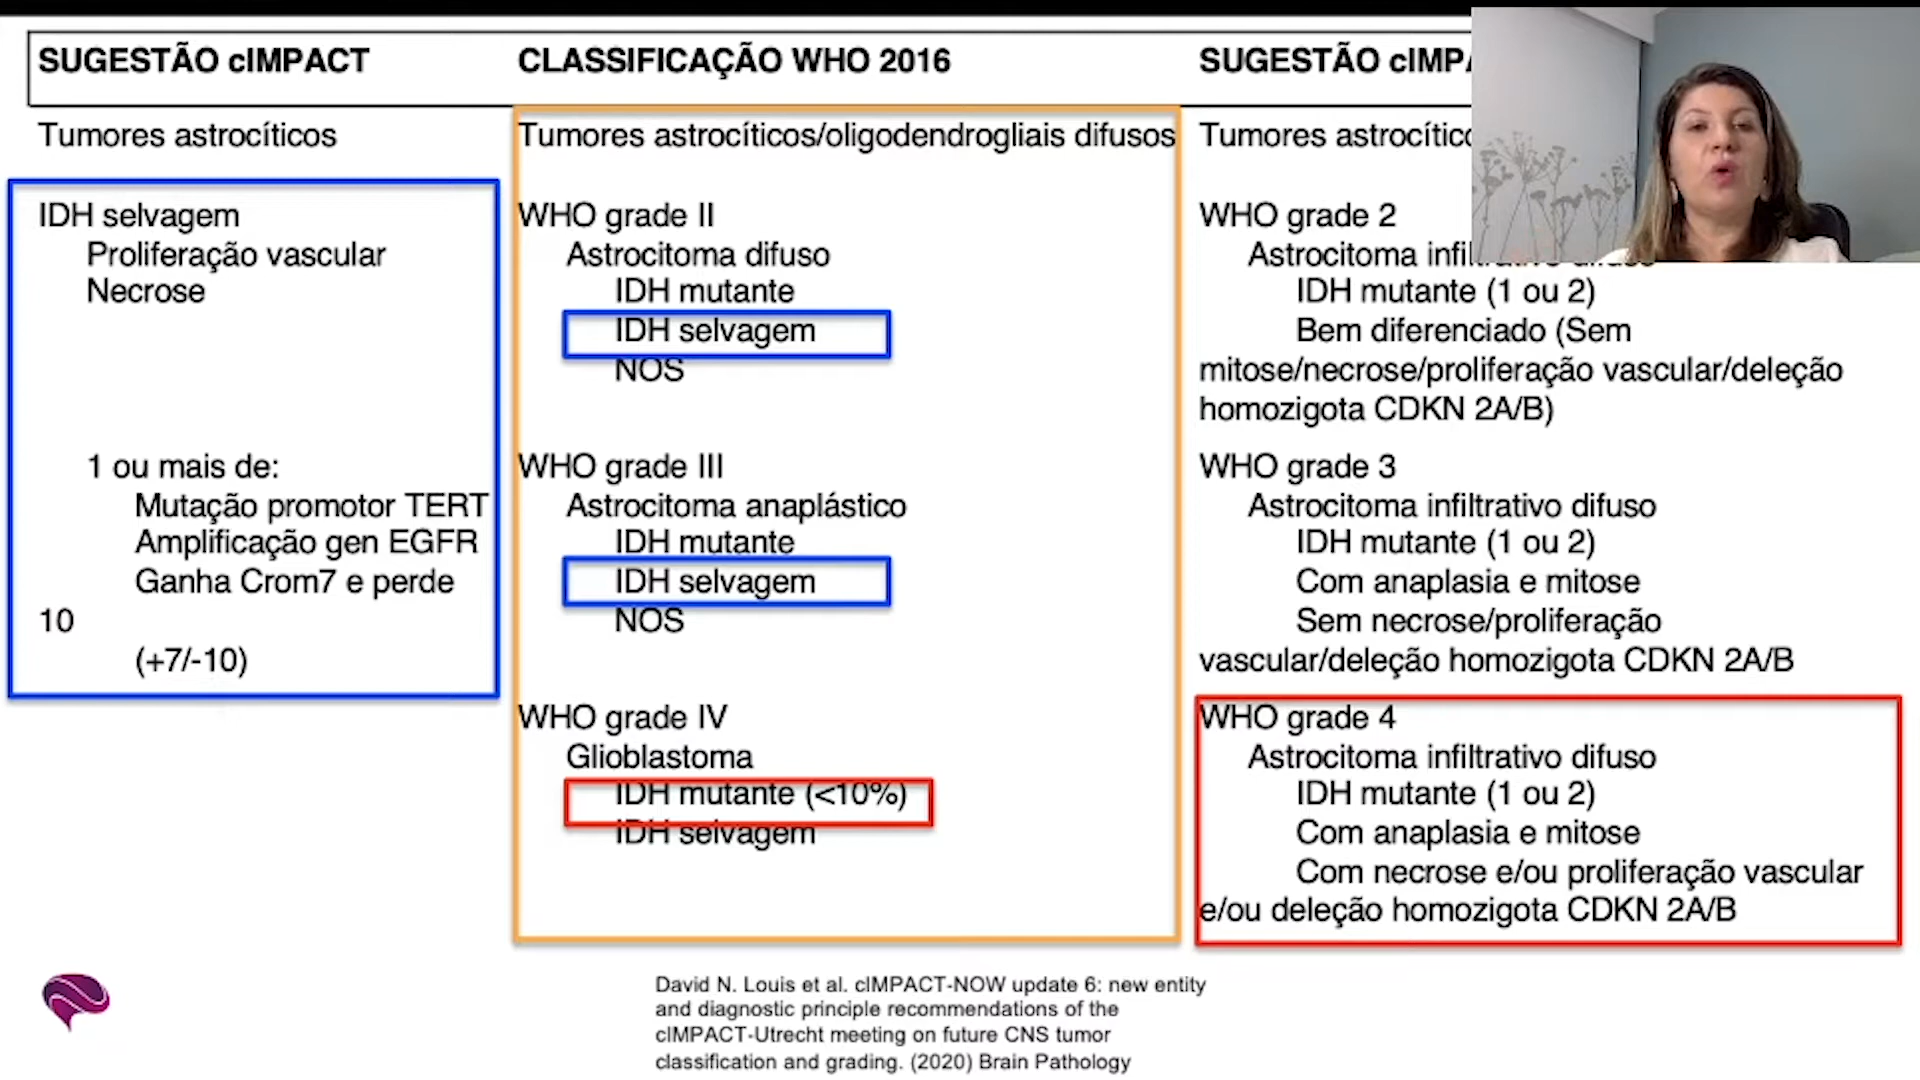 SUGESTÃO cIMPACT
Tumores astrocíticos
IDH selvagem
Proliferação vascular
Necrose
1 ou mais de:
Mutação promotor TERT
Amplificação gen EGFR
Ganha Crom7 e perde
10
(+7/-10)
CLASSIFICAÇÃO WHO 2016
Tumores astrocíticos/oligodendrogliais difusos
WHO grade II
Astrocitoma difuso
IDH mutante
IDH selvagem
NOS
WHO grade III
Astrocitoma anaplástico
IDH mutante
IDH selvagem
NOS
WHO grade IV
Glioblastoma
IDH mutante (<10%)
IDH selvagem
SUGESTÃO
Tumores
WHO grade 2
Astrocitoma
IDH mutante (1 ou 2)
Bem diferenciado (Sem
mitose/necrose/proliferação vascular/deleção
homozigota CDKN 2A/B)
WHO grade 3
Astrocitoma infiltrativo difuso
IDH mutante (1 ou 2)
Com anaplasia e mitose
Sem necrose/proliferação
vascular/deleção homozigota CDKN 2A/B
WHO grade 4
Astrocitoma infiltrativo difuso
IDH mutante (1 ou 2)
Com anaplasia e mitose
Com necrose e/ou proliferação vascular
e/ou deleção homozigota CDKN 2A/B
David N. Louis et al. cIMPACT-NOW update 6: new entity
and diagnostic principle recommendations of the
cIMPACT-Utrecht meeting on future CNS tumor
classification and grading. (2020) Brain Pathology